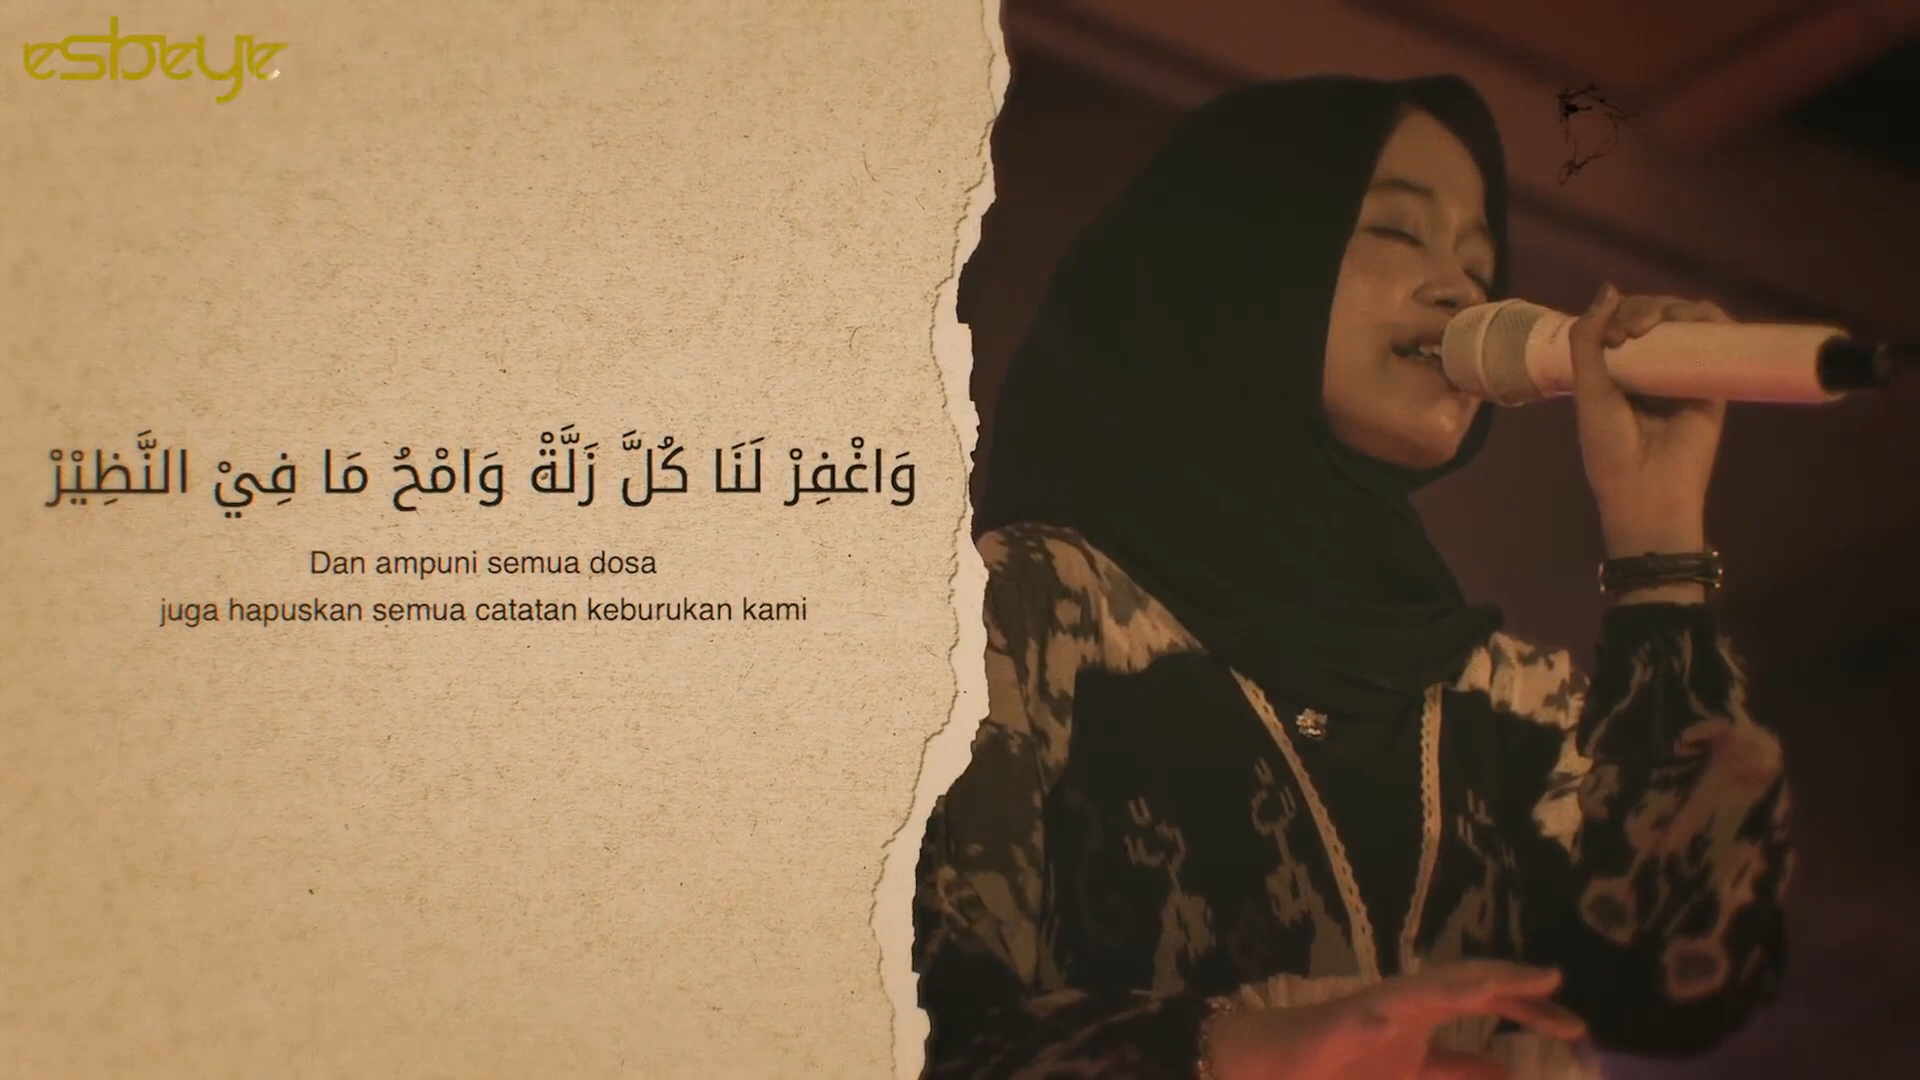 esbeye
وَاغْفِرْ لَنَا كُلَّ زَلَّةْ وَامْحُ مَا فِيْ النَّظِيْرْ
Dan ampuni semua dosa
juga hapuskan semua catatan keburukan kami